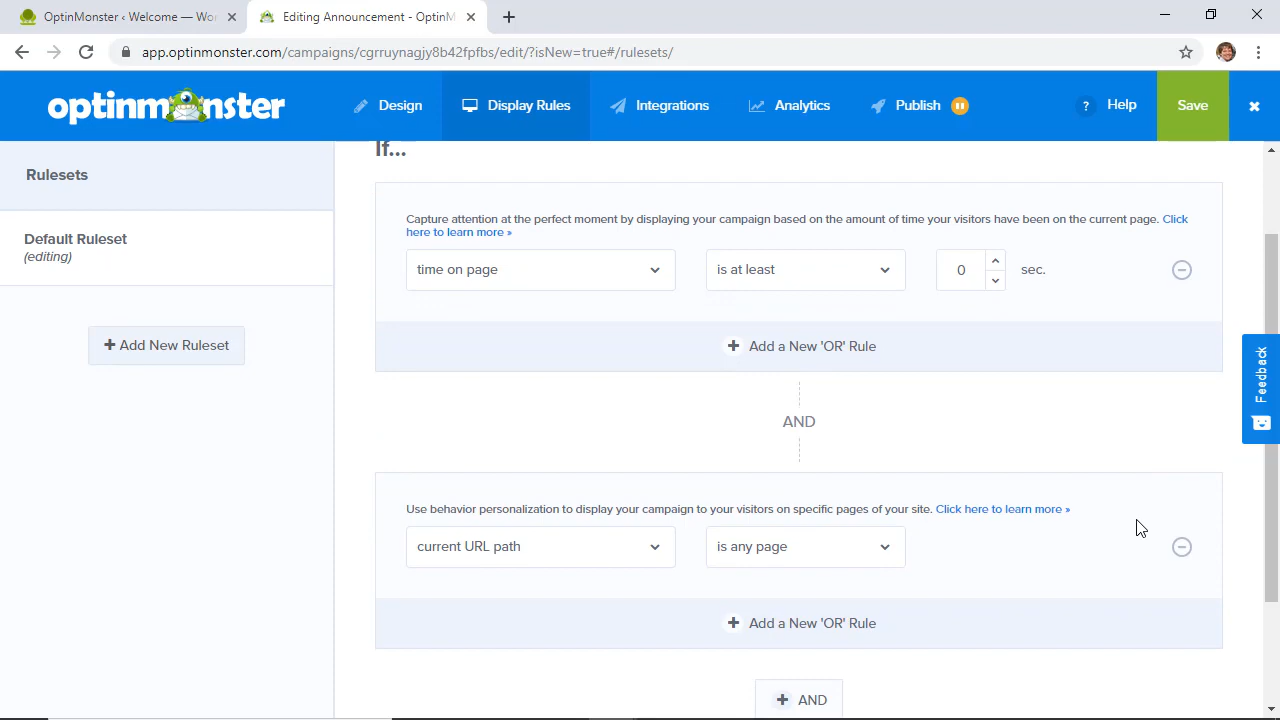 OptinMonster ‹ Welcome — Wor
Editing Announcement - OptinM
app.optinmonster.com/campaigns/cgrruynagjy8b42fpfbs/edit/?isNew=true#/rulesets/
optinmonster
Design
Display Rules
Integrations
Analytics
Publish
? Help
Save
If...
Rulesets
Default Ruleset
(editing)
+ Add New Ruleset
Capture attention at the perfect moment by displaying your campaign based on the amount of time your visitors have been on the current page. Click
here to learn more »
time on page
is at least
0
sec.
+ Add a New 'OR' Rule
AND
Use behavior personalization to display your campaign to your visitors on specific pages of your site. Click here to learn more »
current URL path
is any page
+ Add a New 'OR' Rule
+ AND
Feedback